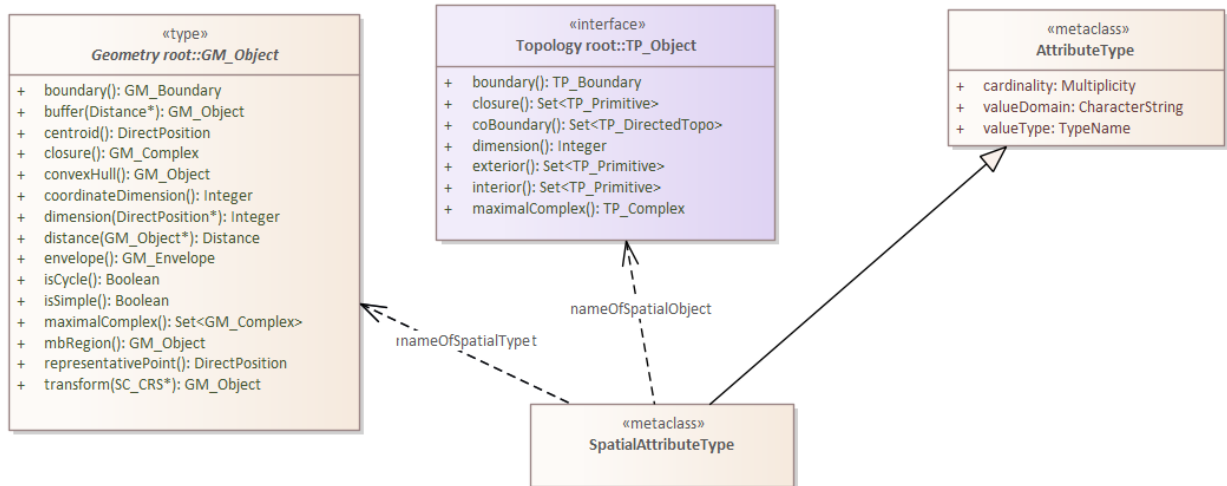 «type»
Geometry root::GM_Object
+ boundary(): GM_Boundary
+ buffer(Distance*): GM_Object
+ centroid(): DirectPosition
+ closure(): GM_Complex
+ convexHull(): GM_Object
+ coordinateDimension(): Integer
+ dimension(DirectPosition*): Integer
+ distance(GM_Object*): Distance
+ envelope(): GM_Envelope
+ isCycle(): Boolean
+ isSimple(): Boolean
+ maximalComplex(): Set<GM_Complex>
+ mbRegion(): GM_Object
+ representativePoint(): DirectPosition
+ transform(SC_CRS*): GM_Object
«interface»
Topology root::TP_Object
+ boundary(): TP_Boundary
+ closure(): Set<TP_Primitive>
+ coBoundary(): Set<TP_DirectedTopo>
+ dimension(): Integer
+ exterior(): Set<TP_Primitive>
+ interior(): Set<TP_Primitive>
+ maximalComplex(): TP_Complex
«metaclass»
AttributeType
+ cardinality: Multiplicity
+ valueDomain: CharacterString
+ valueType: TypeName
nameOfSpatialObject
nameOfSpatialType
«metaclass»
SpatialAttributeType